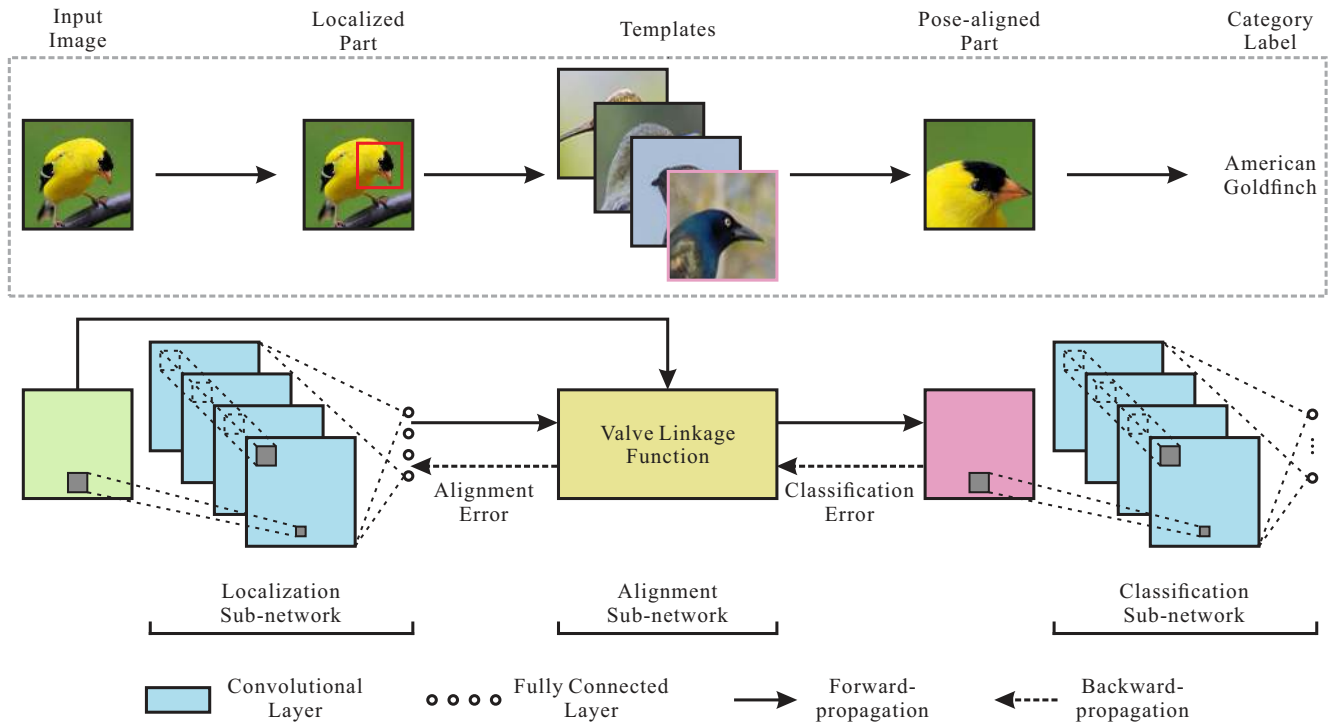 Input
Image
Localized
Part
Templates
Pose-aligned
Part
Category
Label
American
Goldfinch
Valve Linkage
Function
Alignment
Error
Classification
Error
Localization
Sub-network
Alignment
Sub-network
Classification
Sub-network
Convolutional
Layer
Fully Connected
Layer
Forward-
propagation
Backward-
propagation